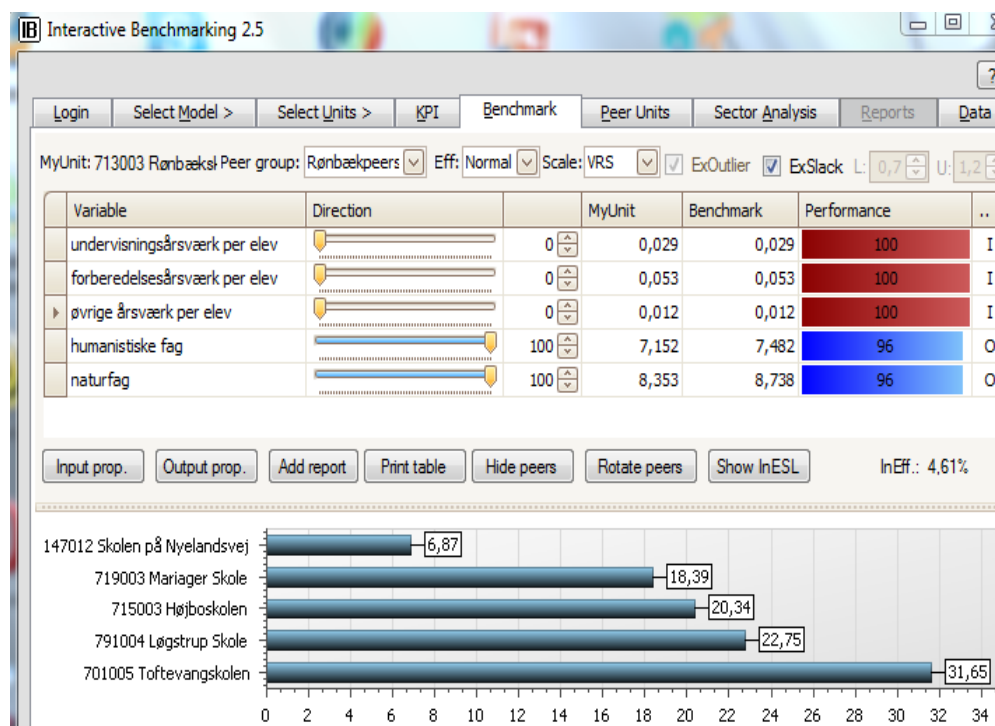 IB Interactive Benchmarking 2.5
?
Login Select Model > Select Units > KPI Benchmark Peer Units Sector Analysis Reports Data
MyUnit: 713003 Rønbæksk Peer group: Rønbækpeers Eff: Normal Scale: VRS ExOutlier ExSlack L: 0,7 U: 1,2
Variable Direction MyUnit Benchmark Performance ..
undervisningsårsværk per elev 0 0,029 0,029 100 I
forberedelsesårsværk per elev 0 0,053 0,053 100 I
øvrige årsværk per elev 0 0,012 0,012 100 I
humanistiske fag 100 7,152 7,482 96 O
naturfag 100 8,353 8,738 96 O
Input prop. Output prop. Add report Print table Hide peers Rotate peers Show InESL InEff.: 4,61%
147012 Skolen på Nyelandsvej 6,87
719003 Mariager Skole 18,39
715003 Højboskolen 20,34
791004 Løgstrup Skole 22,75
701005 Toftevangskolen 31,65
0 2 4 6 8 10 12 14 16 18 20 22 24 26 28 30 32 34